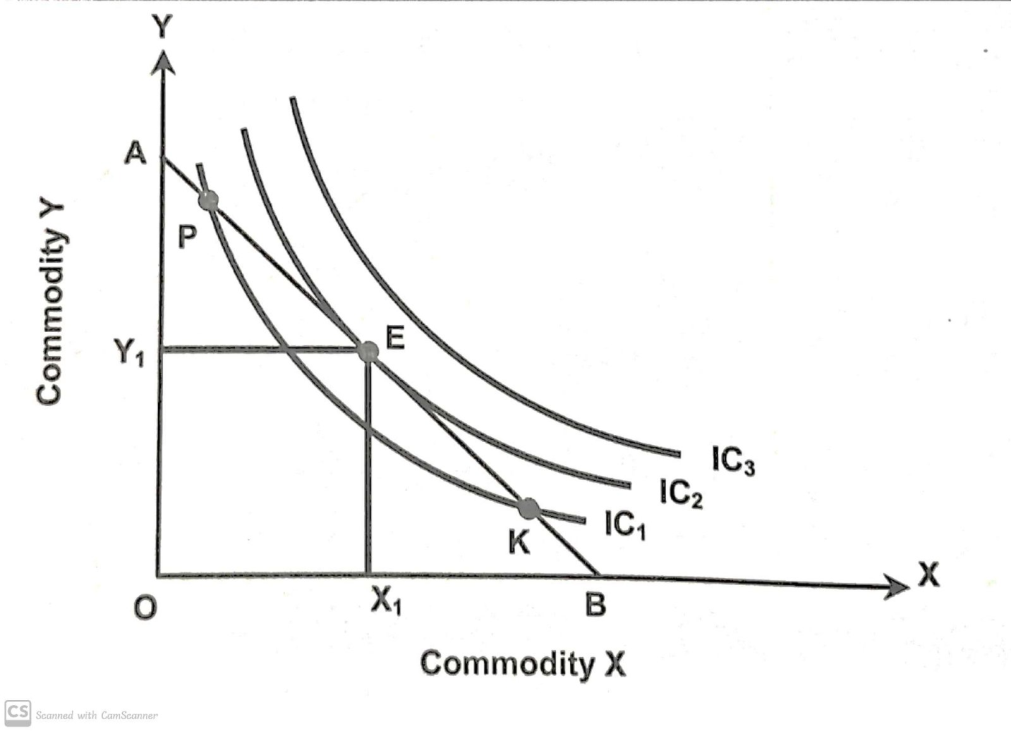 Y
A
P
Commodity Y
Y₁
E
IC₃
IC₂
IC₁
K
X
O
X₁
B
Commodity X
CS Scanned with CamScanner